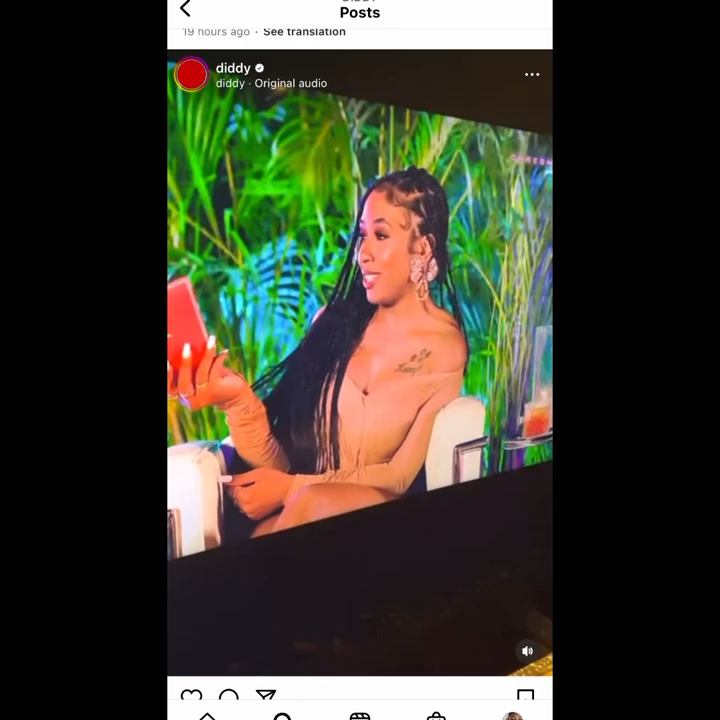 Posts
19 hours ago · See translation
diddy
diddy · Original audio